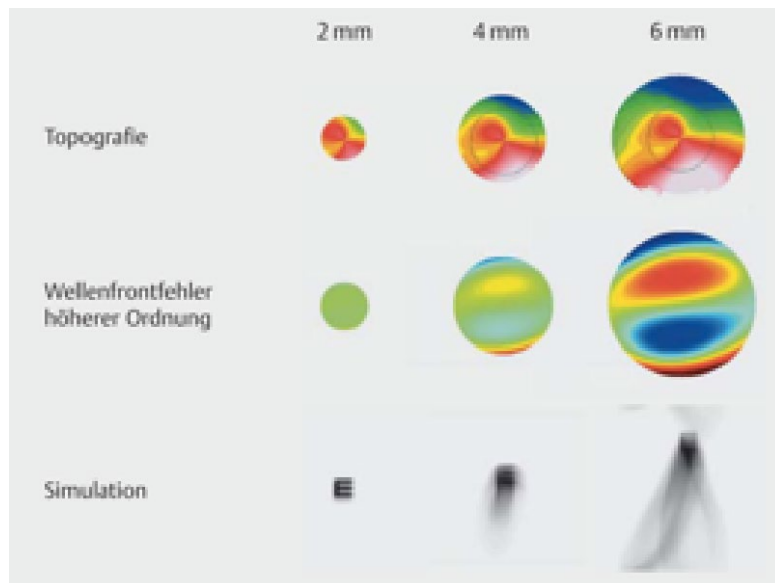 2 mm 4 mm 6 mm
Topografie
Wellenfrontfehler
höherer Ordnung
Simulation
E